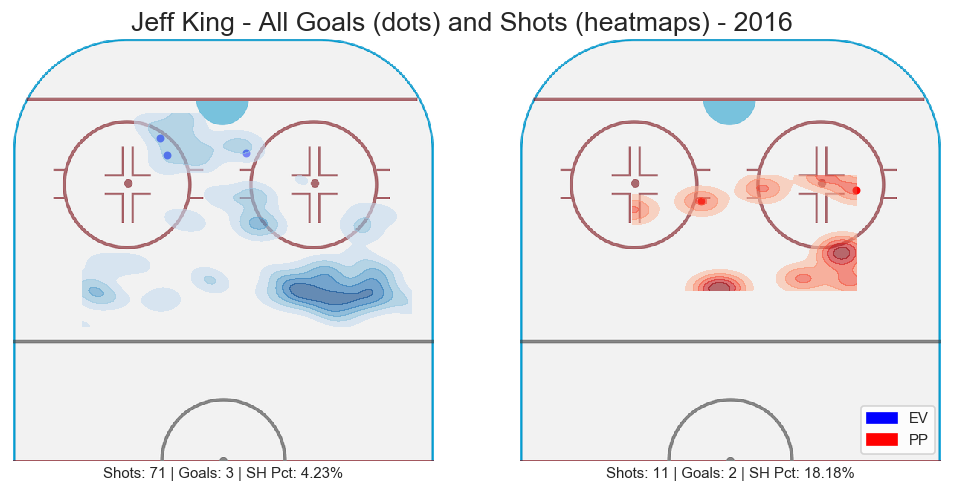 Jeff King - All Goals (dots) and Shots (heatmaps) - 2016
EV
PP
Shots: 71 | Goals: 3 | SH Pct: 4.23%
Shots: 11 | Goals: 2 | SH Pct: 18.18%